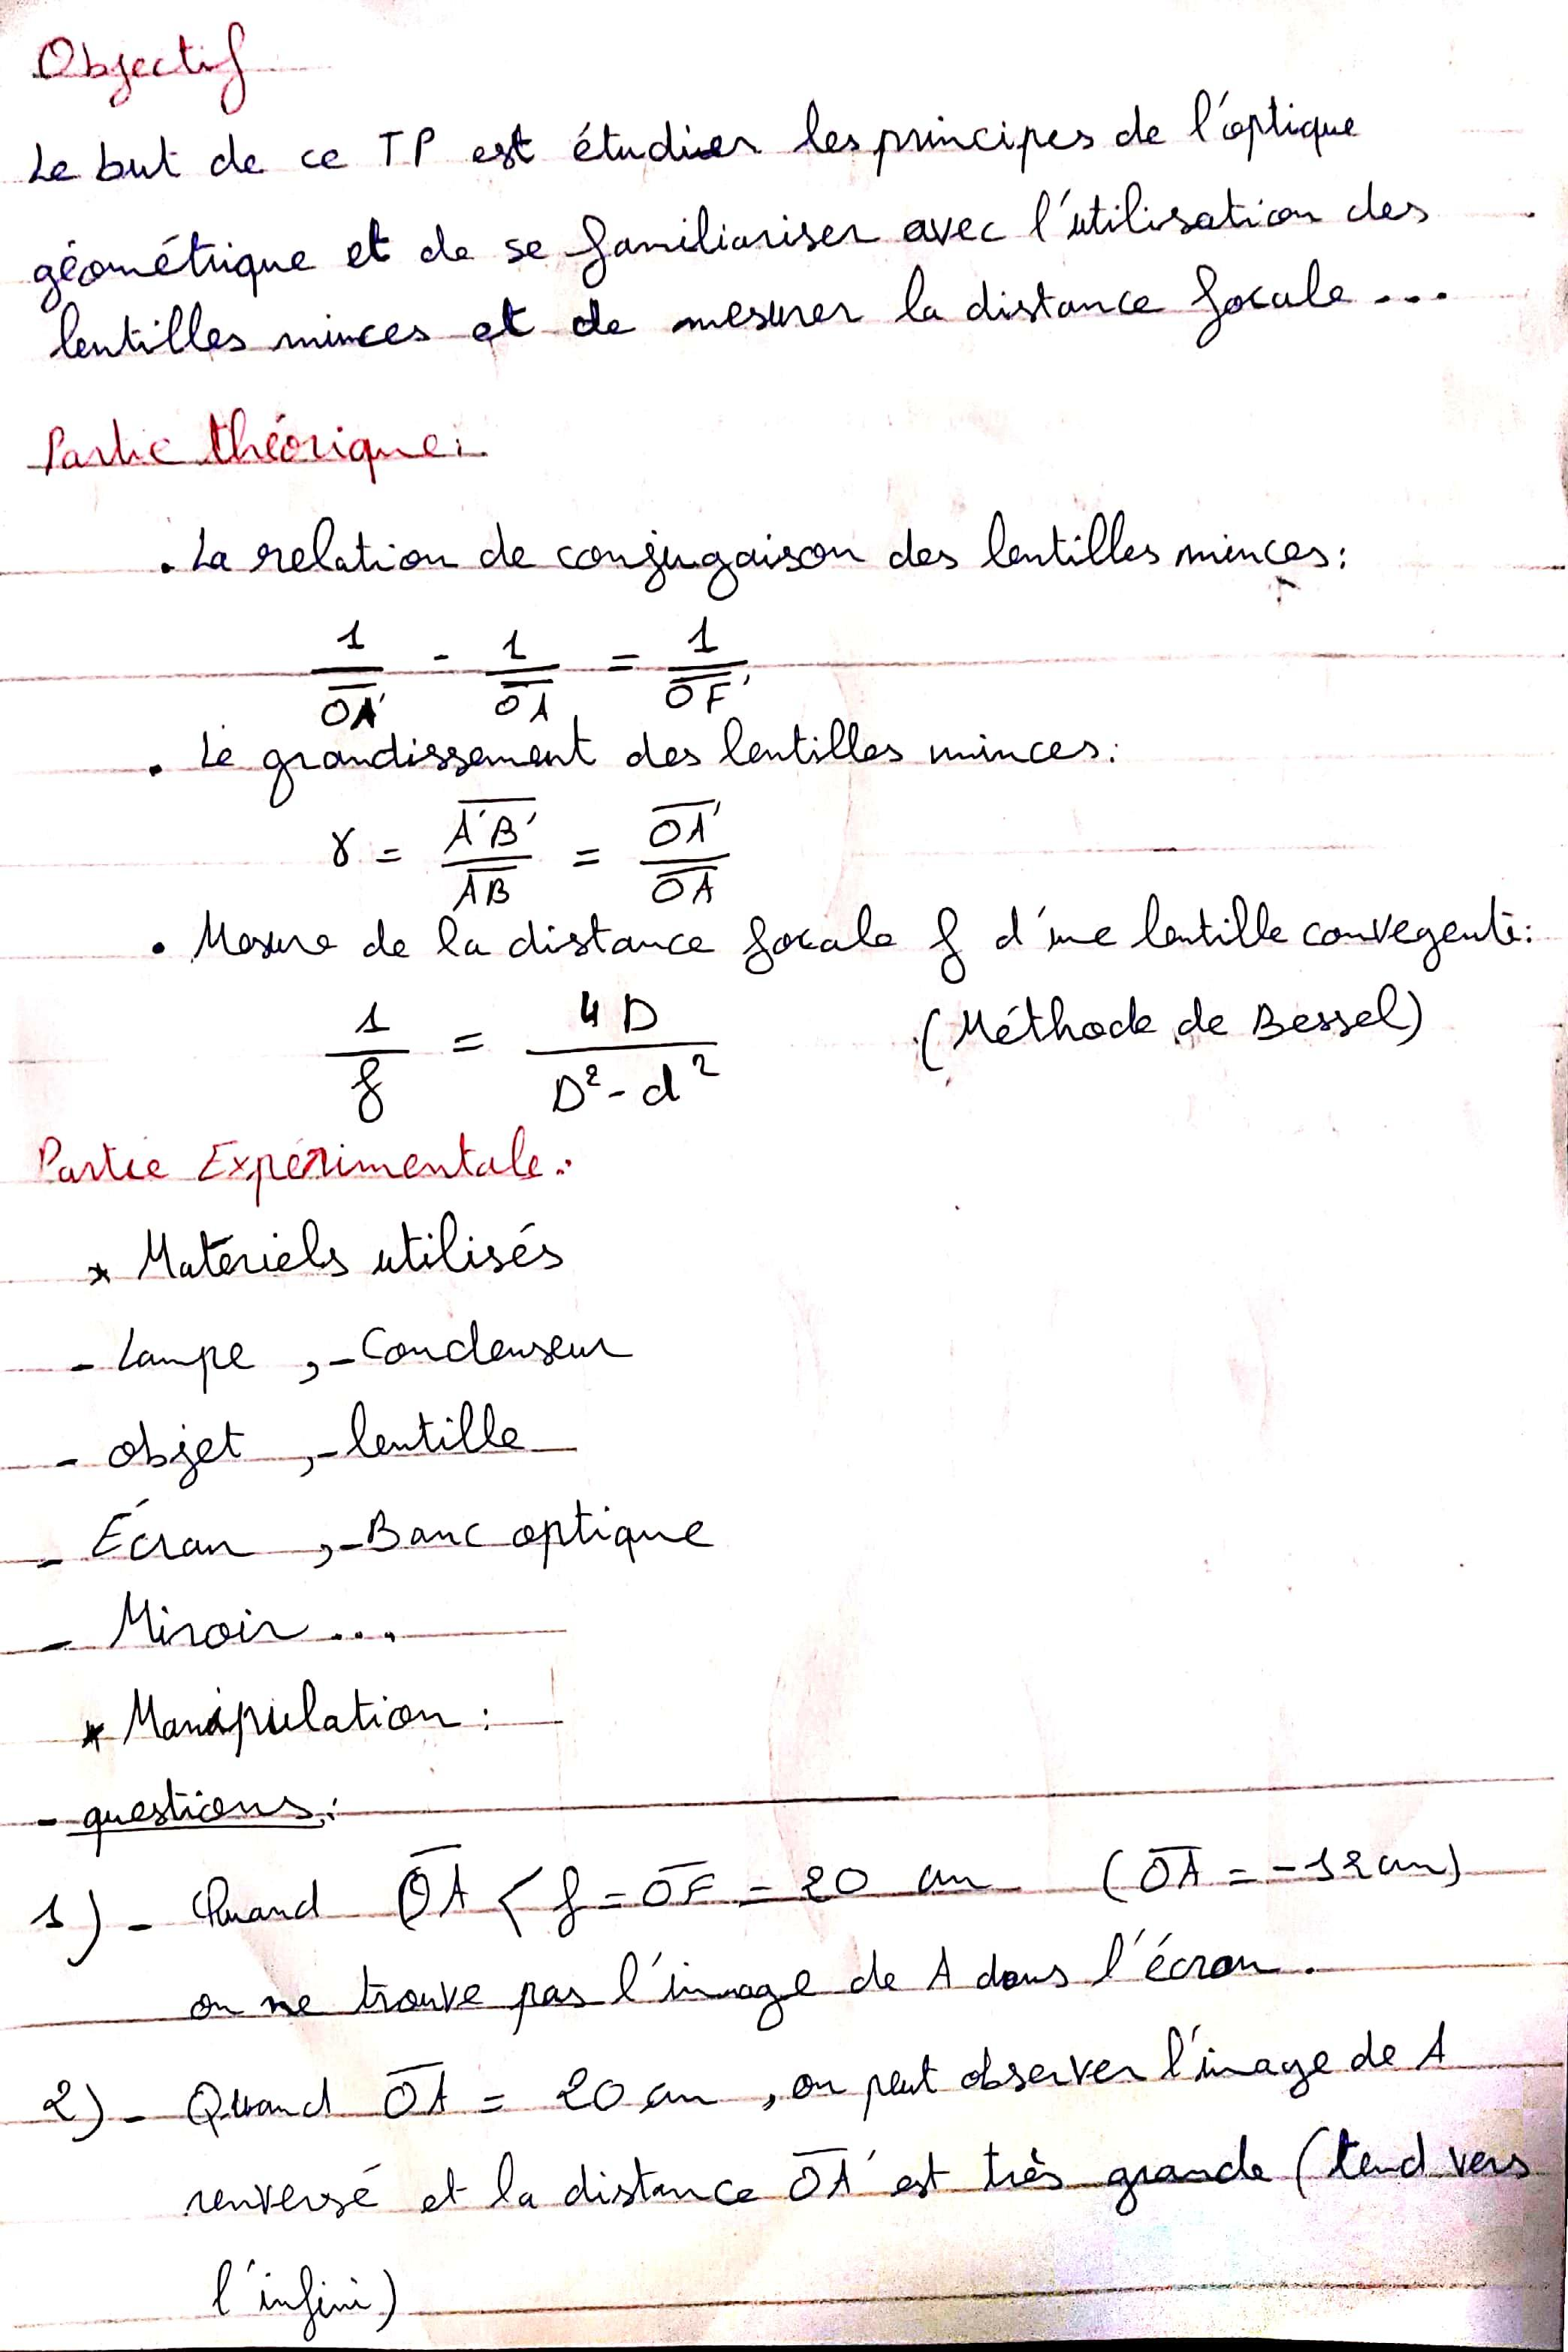 Objectif
Le but de ce TP est étudier les principes de l'optique
géométrique et de se familiariser avec l'utilisation des
lentilles minces et de mesurer la distance focale ...
Partie théorique:
. La relation de conjugaison des lentilles minces:
1/OA' - 1/OA = 1/OF'
. Le grandissement des lentilles minces:
γ = A'B'/AB = OA'/OA
. Mesure de la distance focale f d'une lentille convegente:
1/f = 4D/(D² - d²) (Méthode de Bessel)
Partie Expérimentale:
* Matériels utilisés
- Lampe , - Condenseur
- objet , - lentille
- Écran , - Banc optique
- Miroir ....
* Manipulation:
- questions:
1) - Quand OA < f = OF = 20 cm (OA = -12 cm)
on ne trouve pas l'image de A dans l'écran.
2) - Quand OA = 20 cm , on peut observer l'image de A
renversé et la distance OA' est très grande (tend vers
l'infini)